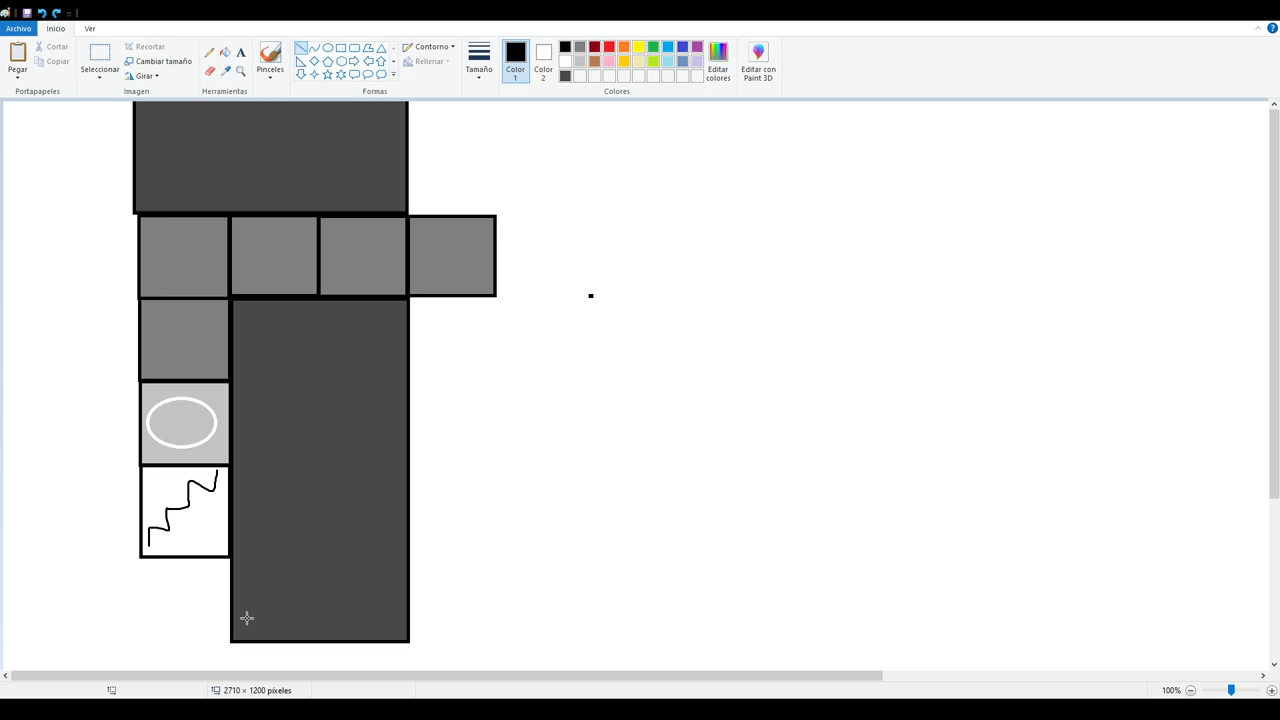 Archivo Inicio Ver
Pegar
Cortar
Copiar
Portapapeles
Seleccionar
Recortar
Cambiar tamaño
Girar
Imagen
A
Herramientas
Pinceles
Contorno
Rellenar
Formas
Tamaño
Color
1
Color
2
Editar
colores
Colores
Editar con
Paint 3D
2710 × 1200 píxeles
100%